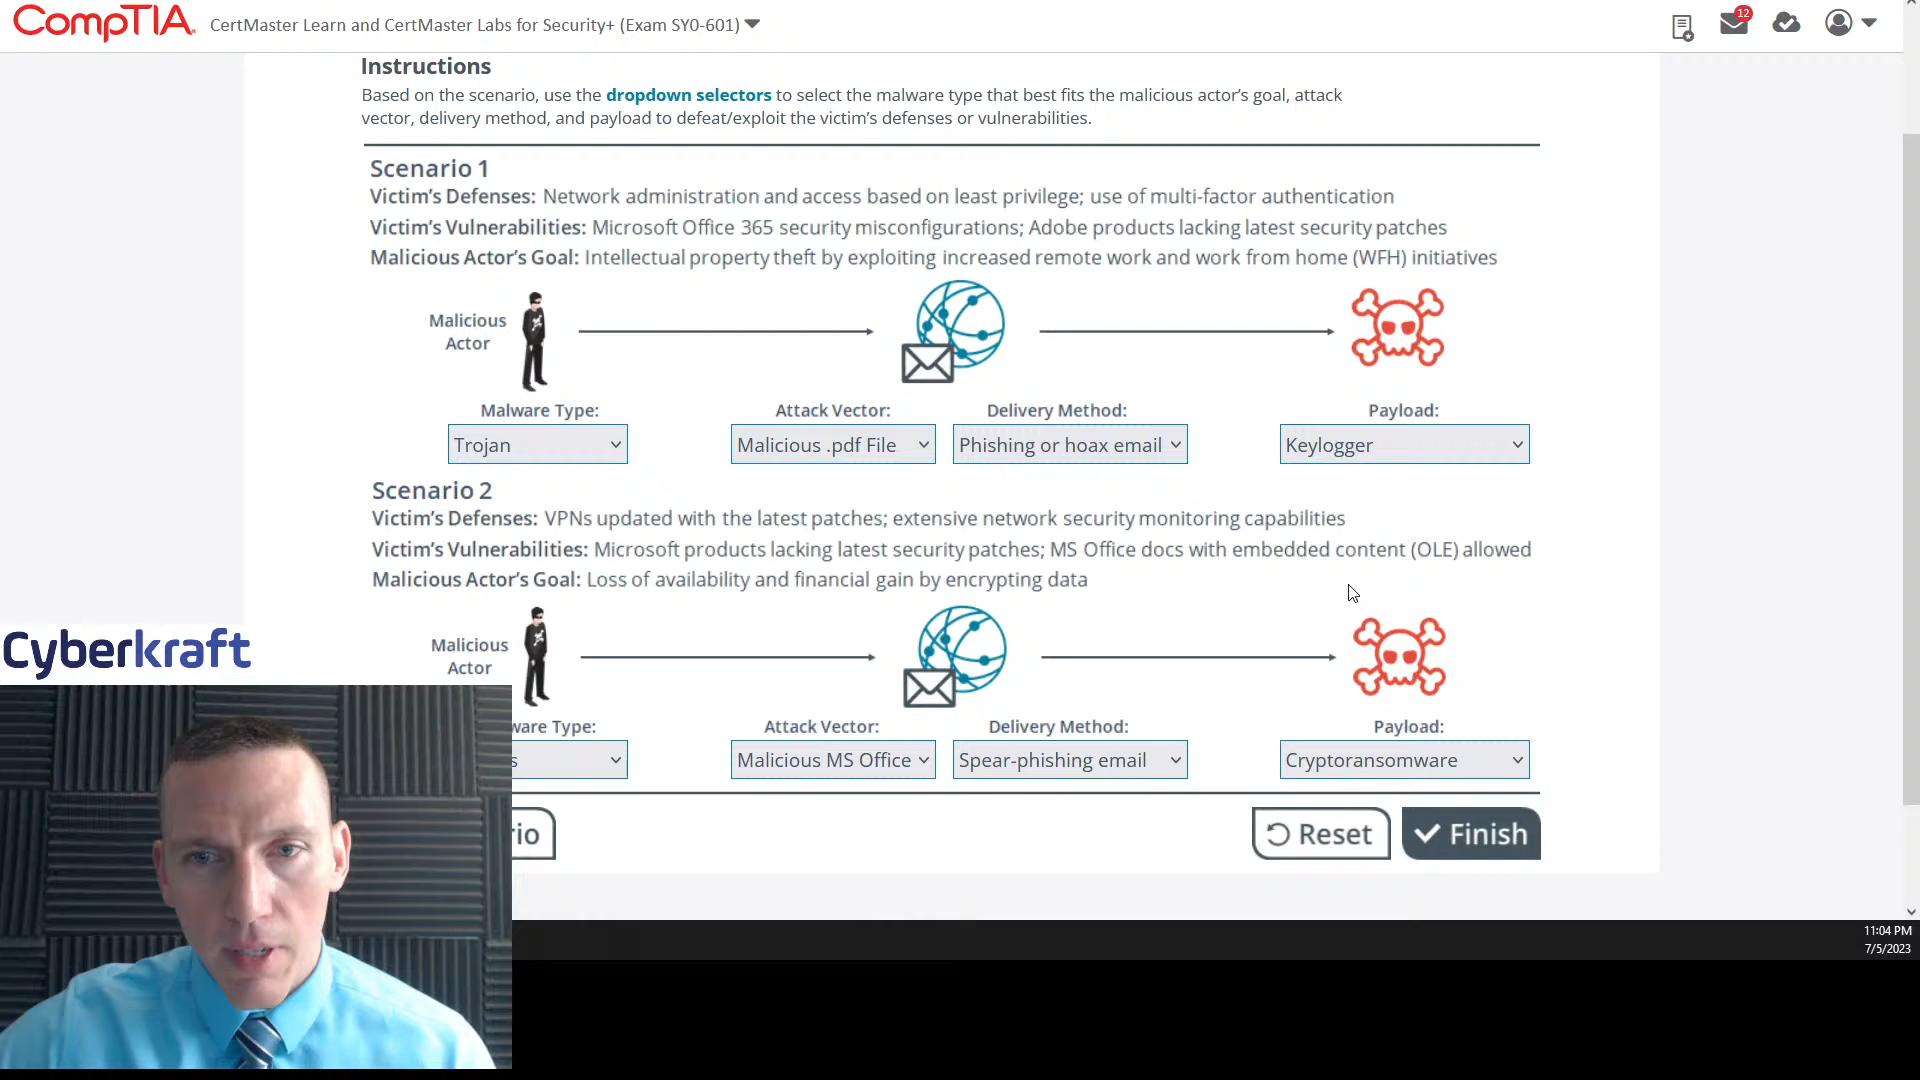 CompTIA.
CertMaster Learn and CertMaster Labs for Security+ (Exam SY0-601)
12
Instructions
Based on the scenario, use the dropdown selectors to select the malware type that best fits the malicious actor's goal, attack
vector, delivery method, and payload to defeat/exploit the victim's defenses or vulnerabilities.
Scenario 1
Victim's Defenses: Network administration and access based on least privilege; use of multi-factor authentication
Victim's Vulnerabilities: Microsoft Office 365 security misconfigurations; Adobe products lacking latest security patches
Malicious Actor's Goal: Intellectual property theft by exploiting increased remote work and work from home (WFH) initiatives
Malicious
Actor
Malware Type: Attack Vector: Delivery Method: Payload:
Trojan Malicious .pdf File Phishing or hoax email Keylogger
Scenario 2
Victim's Defenses: VPNs updated with the latest patches; extensive network security monitoring capabilities
Victim's Vulnerabilities: Microsoft products lacking latest security patches; MS Office docs with embedded content (OLE) allowed
Malicious Actor's Goal: Loss of availability and financial gain by encrypting data
Malicious
Actor
Cyberkraft
ware Type: Attack Vector: Delivery Method: Payload:
s Malicious MS Office Spear-phishing email Cryptoransomware
io Reset Finish
11:04 PM
7/5/2023